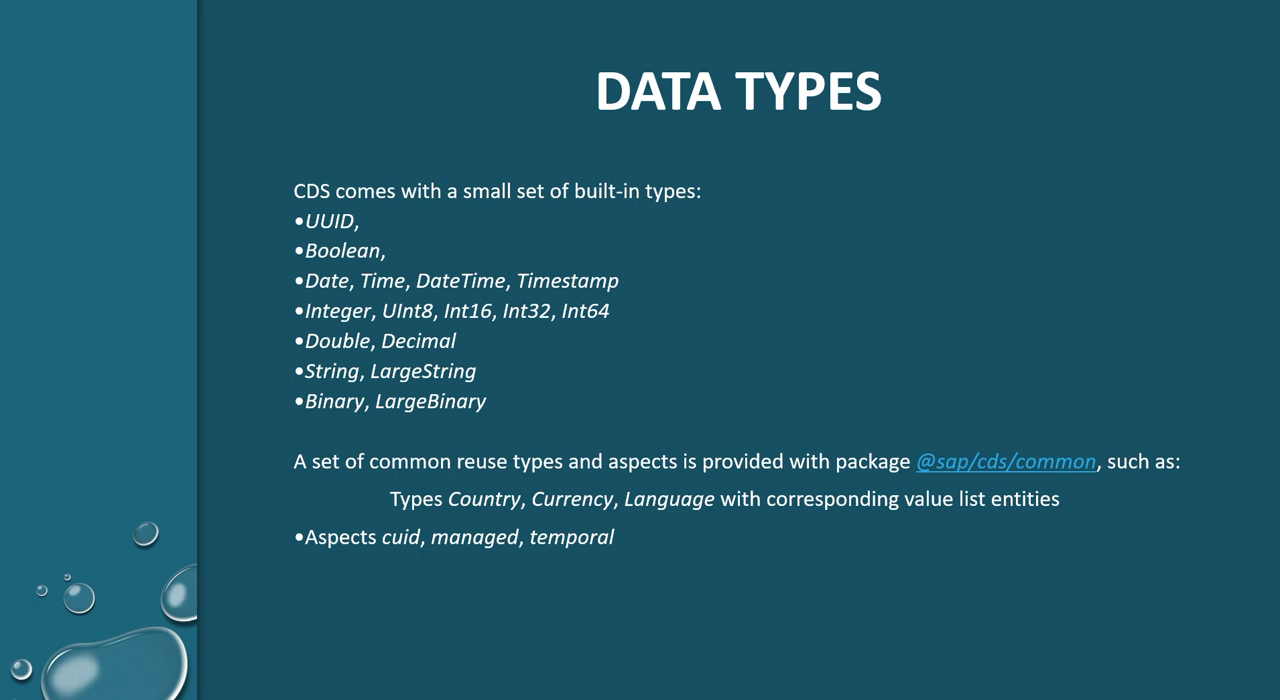 DATA TYPES
CDS comes with a small set of built-in types:
•UUID,
•Boolean,
•Date, Time, DateTime, Timestamp
•Integer, UInt8, Int16, Int32, Int64
•Double, Decimal
•String, LargeString
•Binary, LargeBinary
A set of common reuse types and aspects is provided with package @sap/cds/common, such as:
Types Country, Currency, Language with corresponding value list entities
•Aspects cuid, managed, temporal